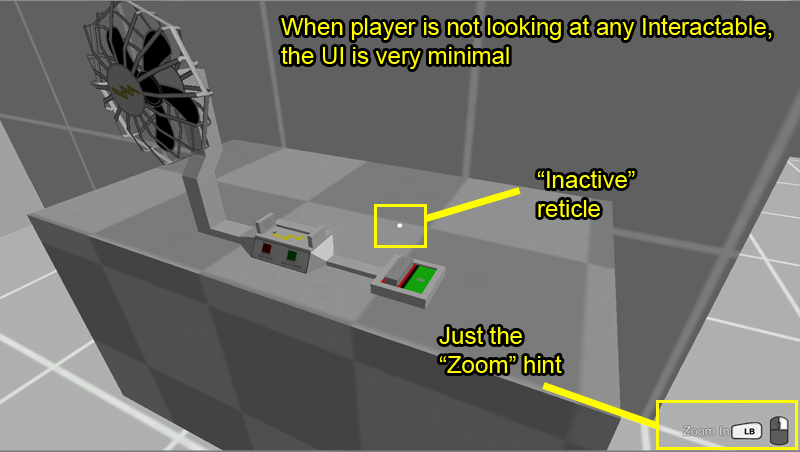 When player is not looking at any Interactable,
the UI is very minimal
“Inactive”
reticle
Just the
“Zoom” hint
Zoom In LB